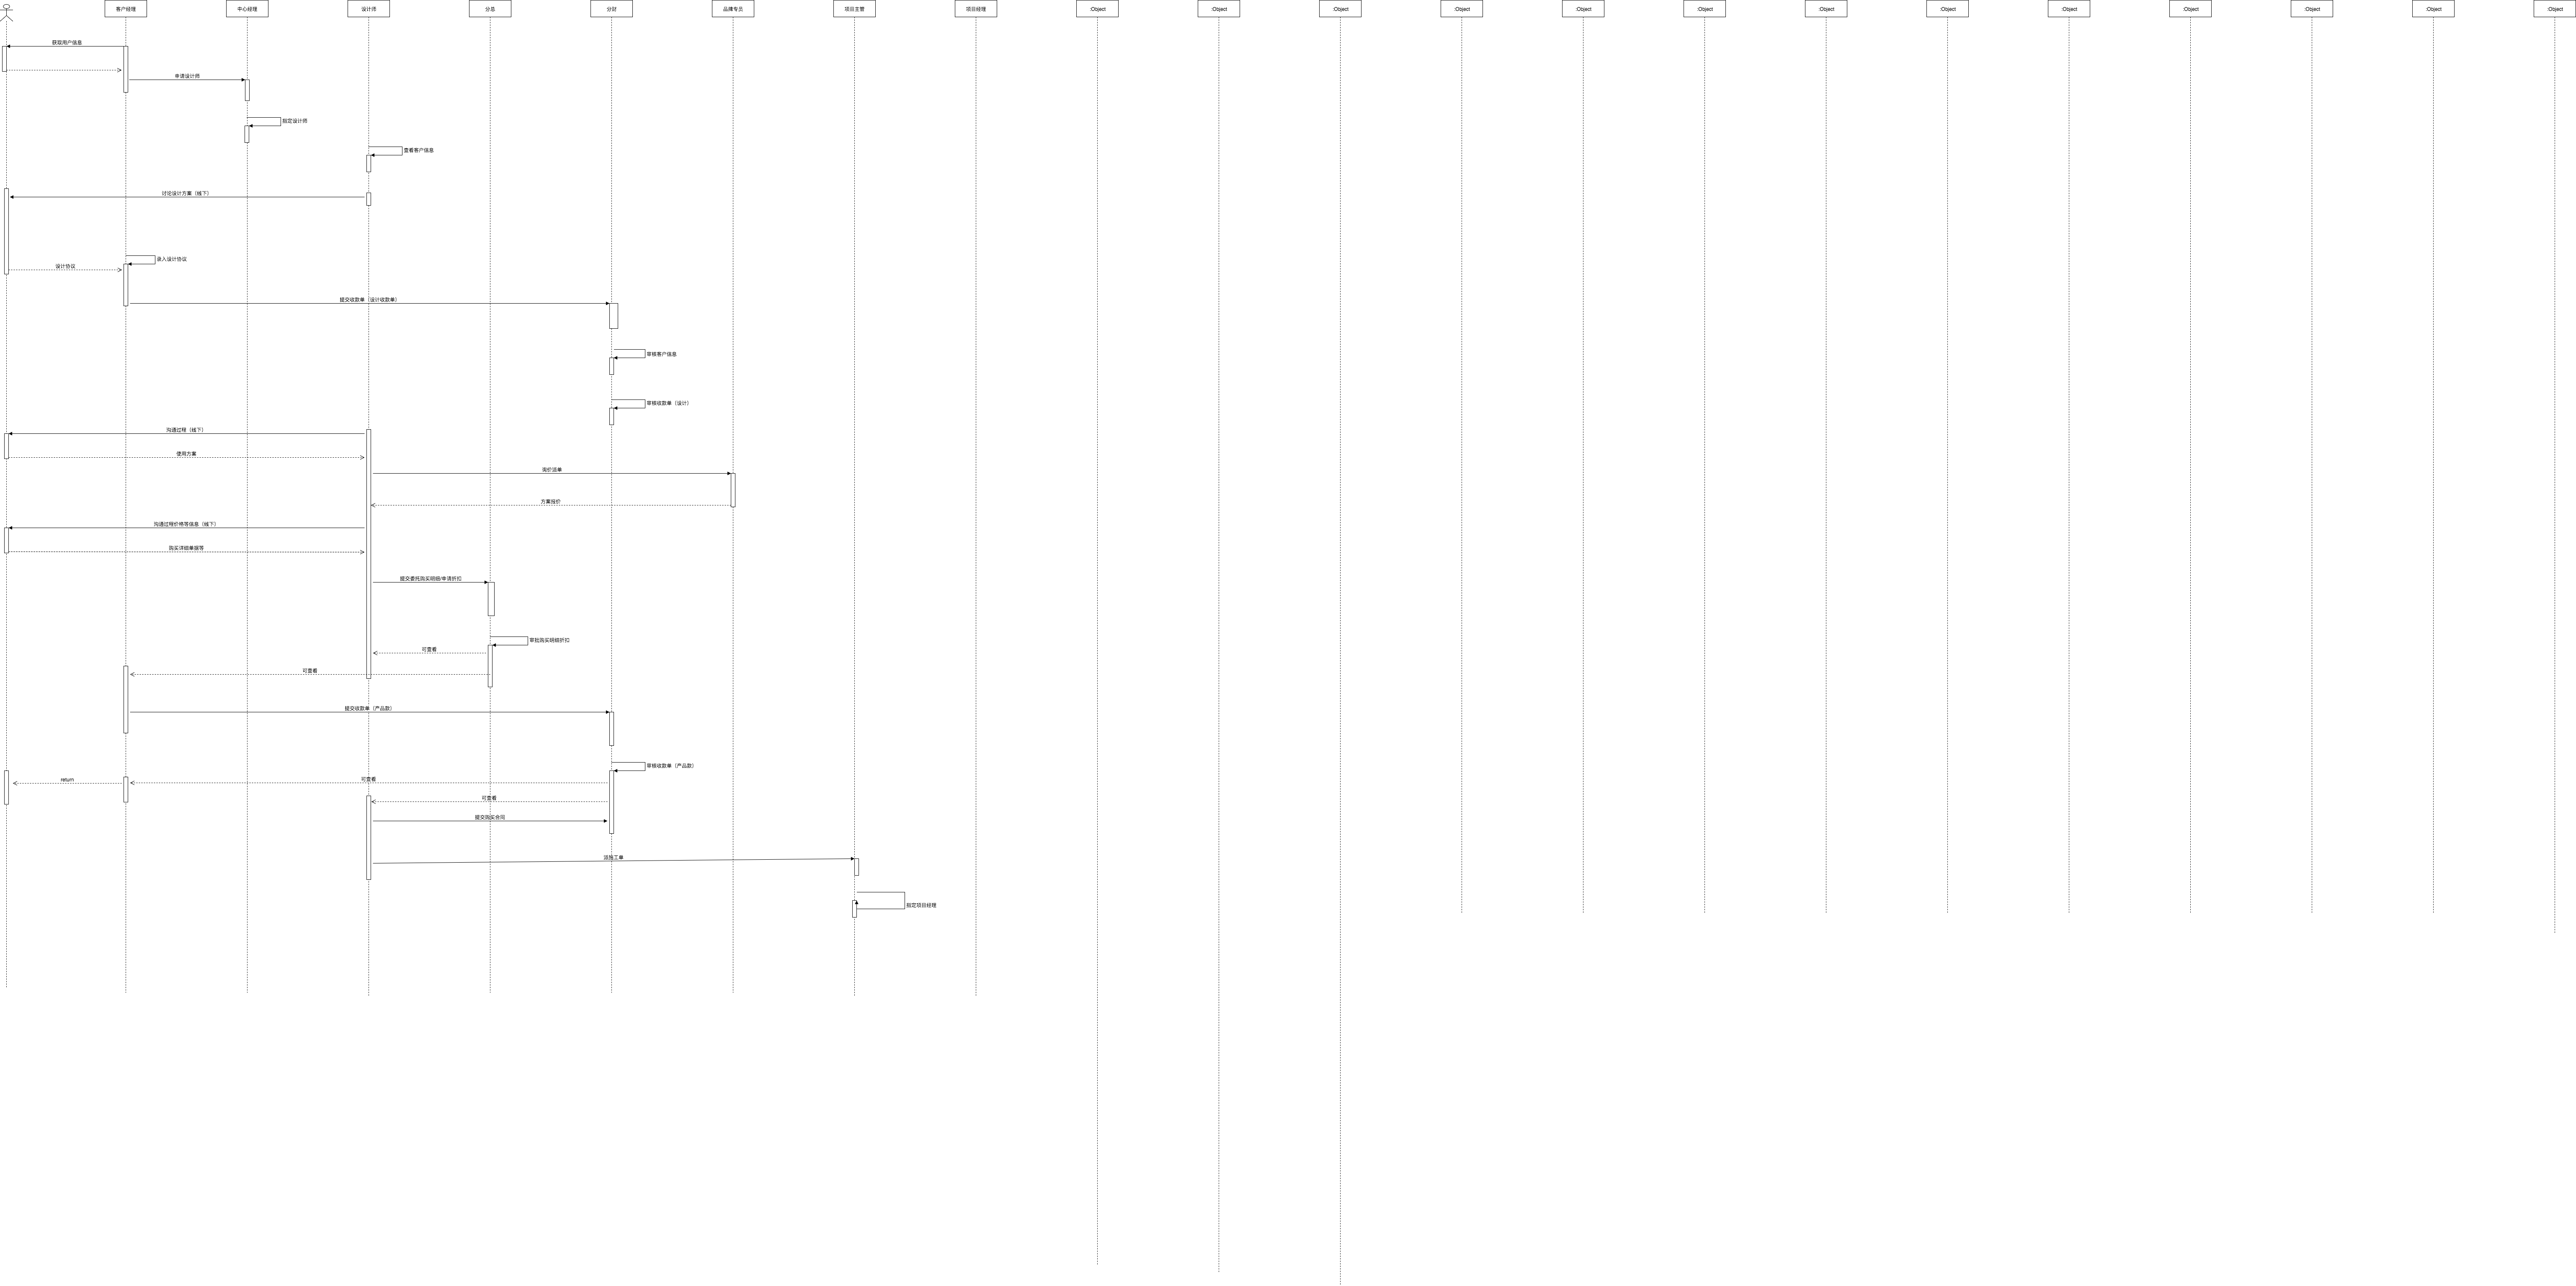 客户经理
中心经理
设计师
分总
分财
品牌专员
项目主管
项目经理
:Object
:Object
:Object
:Object
:Object
:Object
:Object
:Object
:Object
:Object
:Object
:Object
:Object
获取用户信息
申请设计师
指定设计师
查看客户信息
讨论设计方案（线下）
录入设计协议
设计协议
提交收款单（设计收款单）
审核客户信息
审核收款单（设计）
沟通过程（线下）
使用方案
询价派单
方案报价
沟通过程价格等信息（线下）
购买详细单据等
提交委托购买明细/申请折扣
审批购买明细折扣
可查看
可查看
提交收款单（产品款）
审核收款单（产品款）
return
可查看
可查看
提交购买合同
派指工单
指定项目经理